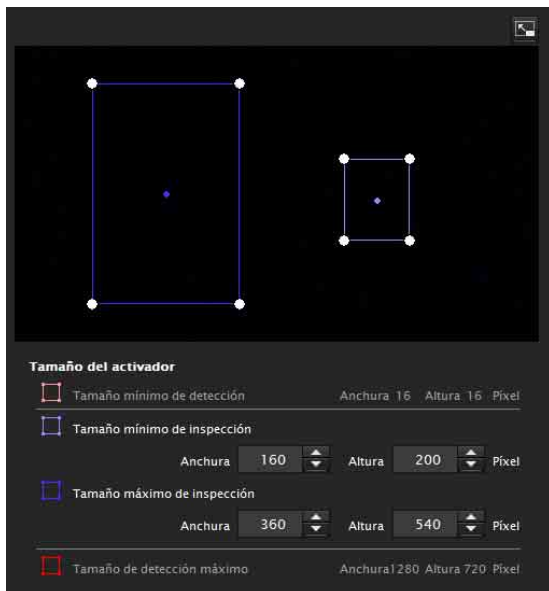 Tamaño del activador
Tamaño mínimo de detección Anchura 16 Altura 16 Píxel
Tamaño mínimo de inspección
Anchura 160 Altura 200 Píxel
Tamaño máximo de inspección
Anchura 360 Altura 540 Píxel
Tamaño de detección máximo Anchura1280 Altura 720 Píxel